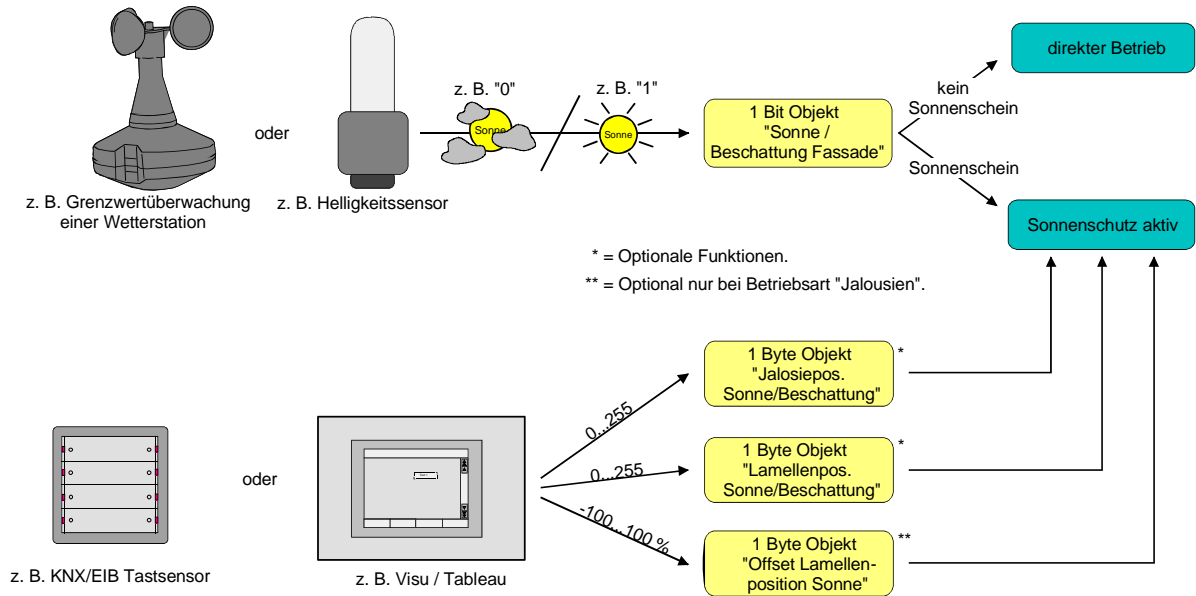 direkter Betrieb
z. B. "0"
z. B. "1"
kein
Sonnenschein
Sonne
Sonne
1 Bit Objekt
"Sonne /
Beschattung Fassade"
oder
Sonnenschein
z. B. Grenzwertüberwachung
einer Wetterstation
z. B. Helligkeitssensor
Sonnenschutz aktiv
* = Optionale Funktionen.
** = Optional nur bei Betriebsart "Jalousien".
1 Byte Objekt
"Jalosiepos.
Sonne/Beschattung"
*
0...255
1 Byte Objekt
"Lamellenpos.
Sonne/Beschattung"
*
0...255
oder
-100...100 %
1 Byte Objekt
"Offset Lamellen-
position Sonne"
**
z. B. KNX/EIB Tastsensor
z. B. Visu / Tableau